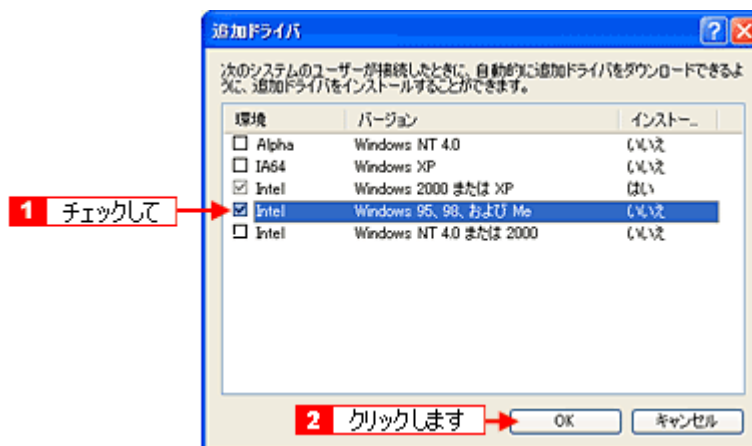 追加ドライバ
次のシステムのユーザーが接続したときに、自動的に追加ドライバをダウンロードできるよ
うに、追加ドライバをインストールすることができます。
環境 バージョン インストー...
Alpha Windows NT 4.0 いいえ
IA64 Windows XP いいえ
Intel Windows 2000 または XP はい
1 チェックして Intel Windows 95、98、および Me いいえ
Intel Windows NT 4.0 または 2000 いいえ
2 クリックします OK キャンセル